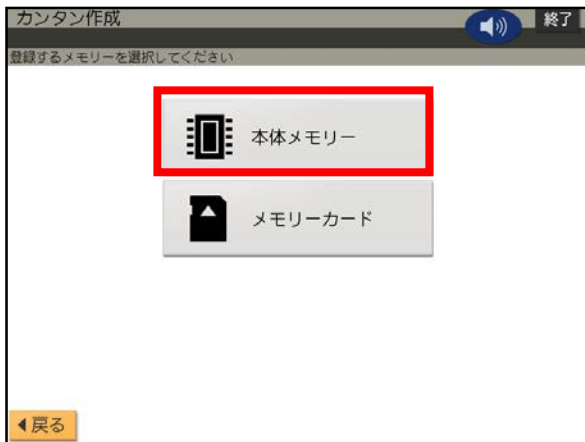 カンタン作成
終了
登録するメモリーを選択してください
本体メモリー
メモリーカード
戻る